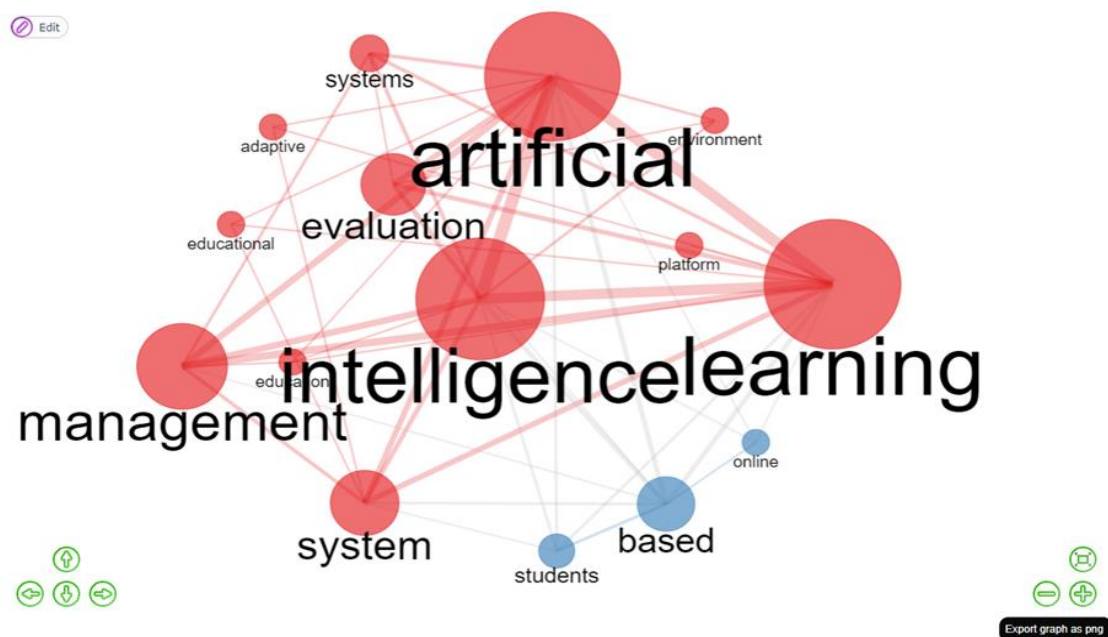 Edit
systems
artificial
environment
adaptive
evaluation
educational
platform
intelligence
learning
education
management
online
system
based
students
Export graph as png